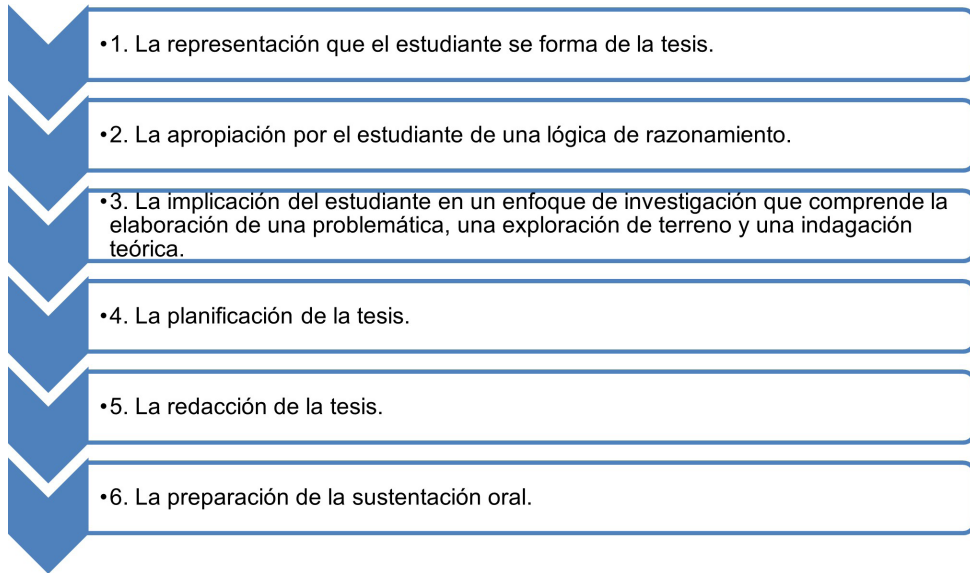 •1. La representación que el estudiante se forma de la tesis.
•2. La apropiación por el estudiante de una lógica de razonamiento.
•3. La implicación del estudiante en un enfoque de investigación que comprende la
elaboración de una problemática, una exploración de terreno y una indagación
teórica.
•4. La planificación de la tesis.
•5. La redacción de la tesis.
•6. La preparación de la sustentación oral.